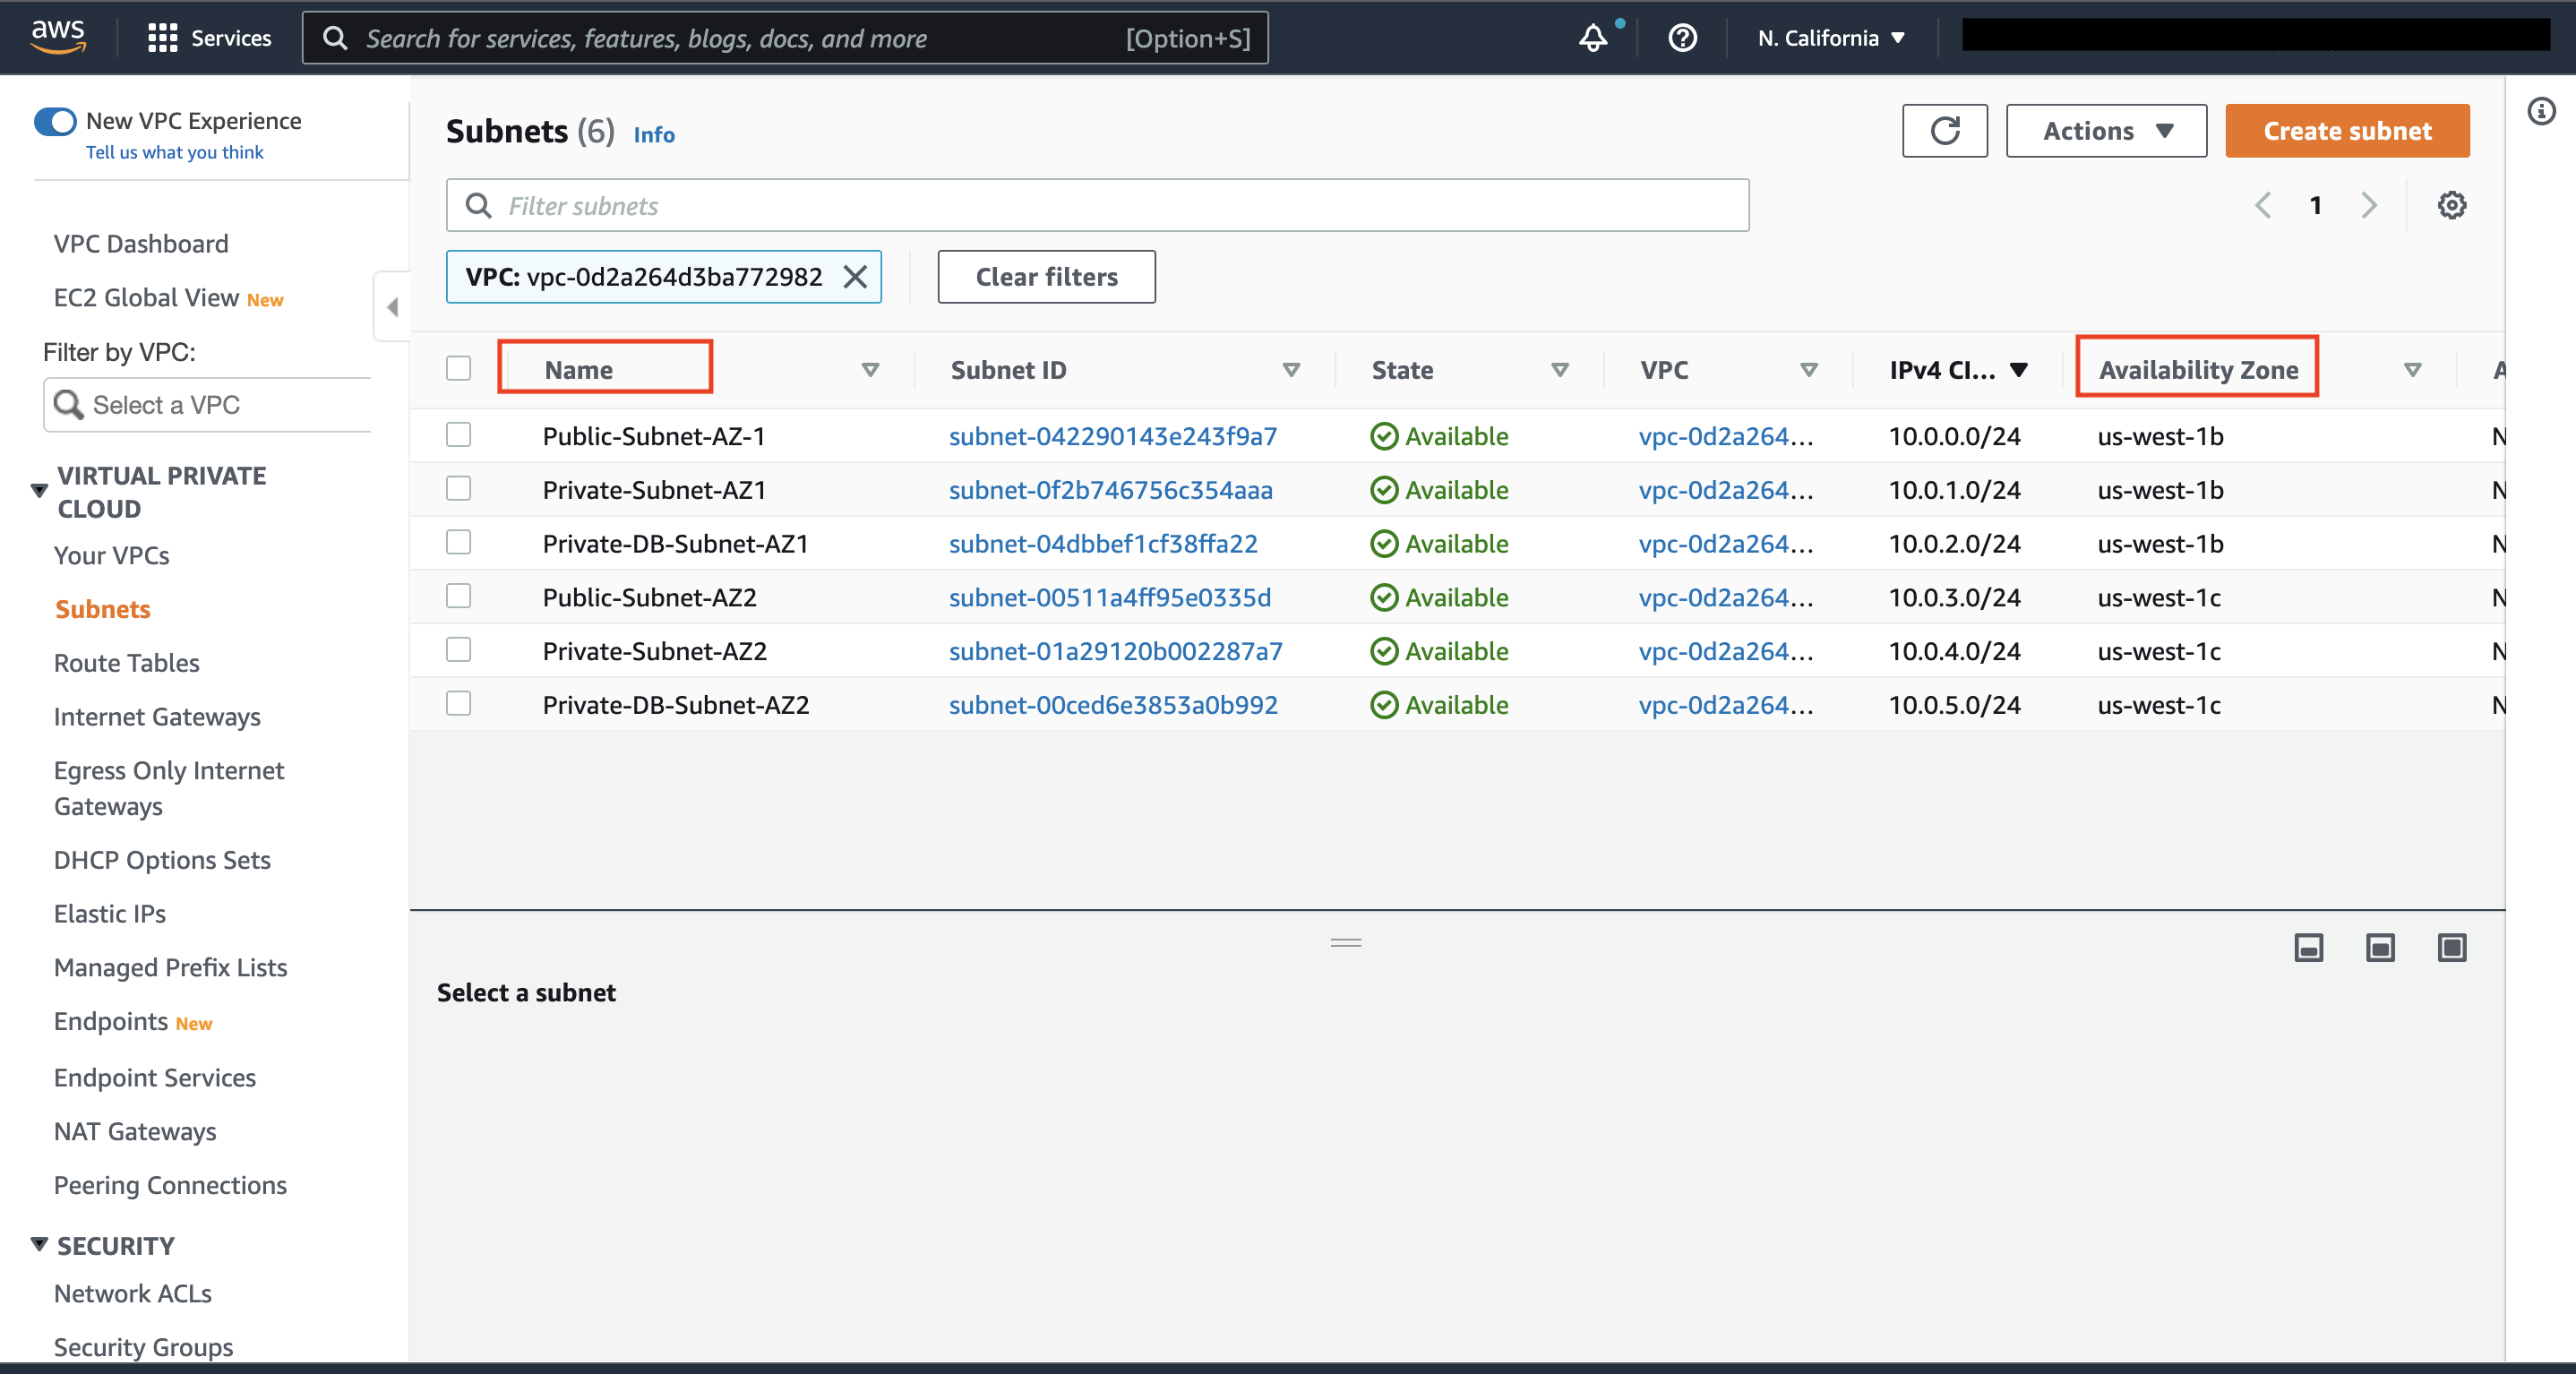 aws Services Search for services, features, blogs, docs, and more [Option+S] N. California
New VPC Experience
Tell us what you think
VPC Dashboard
EC2 Global View New
Filter by VPC:
Select a VPC
VIRTUAL PRIVATE
CLOUD
Your VPCs
Subnets
Route Tables
Internet Gateways
Egress Only Internet
Gateways
DHCP Options Sets
Elastic IPs
Managed Prefix Lists
Endpoints New
Endpoint Services
NAT Gateways
Peering Connections
SECURITY
Network ACLs
Security Groups
Subnets (6) Info
Actions
Create subnet
Filter subnets
1
VPC: vpc-0d2a264d3ba772982
Clear filters
Name Subnet ID State VPC IPv4 CI... Availability Zone A
Public-Subnet-AZ-1 subnet-042290143e243f9a7 Available vpc-0d2a264... 10.0.0.0/24 us-west-1b N
Private-Subnet-AZ1 subnet-0f2b746756c354aaa Available vpc-0d2a264... 10.0.1.0/24 us-west-1b N
Private-DB-Subnet-AZ1 subnet-04dbbef1cf38ffa22 Available vpc-0d2a264... 10.0.2.0/24 us-west-1b N
Public-Subnet-AZ2 subnet-00511a4ff95e0335d Available vpc-0d2a264... 10.0.3.0/24 us-west-1c N
Private-Subnet-AZ2 subnet-01a29120b002287a7 Available vpc-0d2a264... 10.0.4.0/24 us-west-1c N
Private-DB-Subnet-AZ2 subnet-00ced6e3853a0b992 Available vpc-0d2a264... 10.0.5.0/24 us-west-1c N
Select a subnet